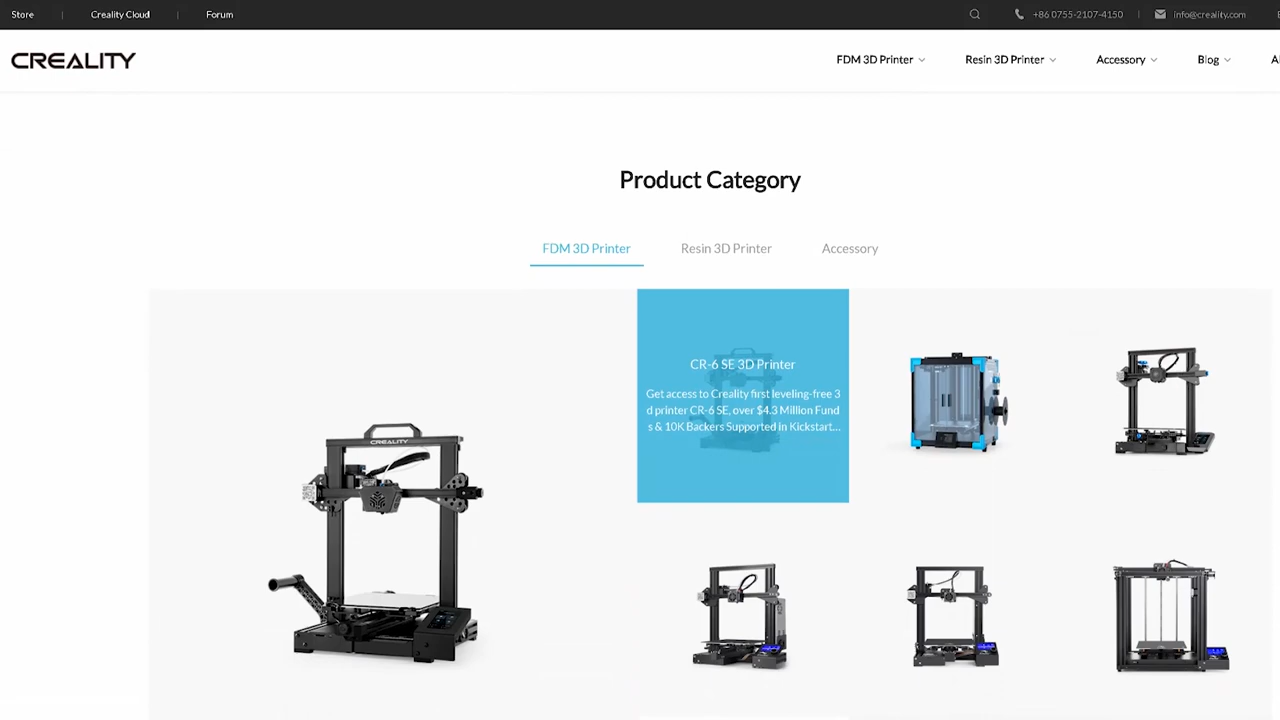 Store
Creality Cloud
Forum
+86 0755-2107-4150
info@creality.com
CREALITY
FDM 3D Printer
Resin 3D Printer
Accessory
Blog
Product Category
FDM 3D Printer
Resin 3D Printer
Accessory
CR-6 SE 3D Printer
Get access to Creality first leveling-free 3
d printer CR-6 SE, over $4.3 Million Fund
s & 10K Backers Supported in Kickstart...
CREALITY